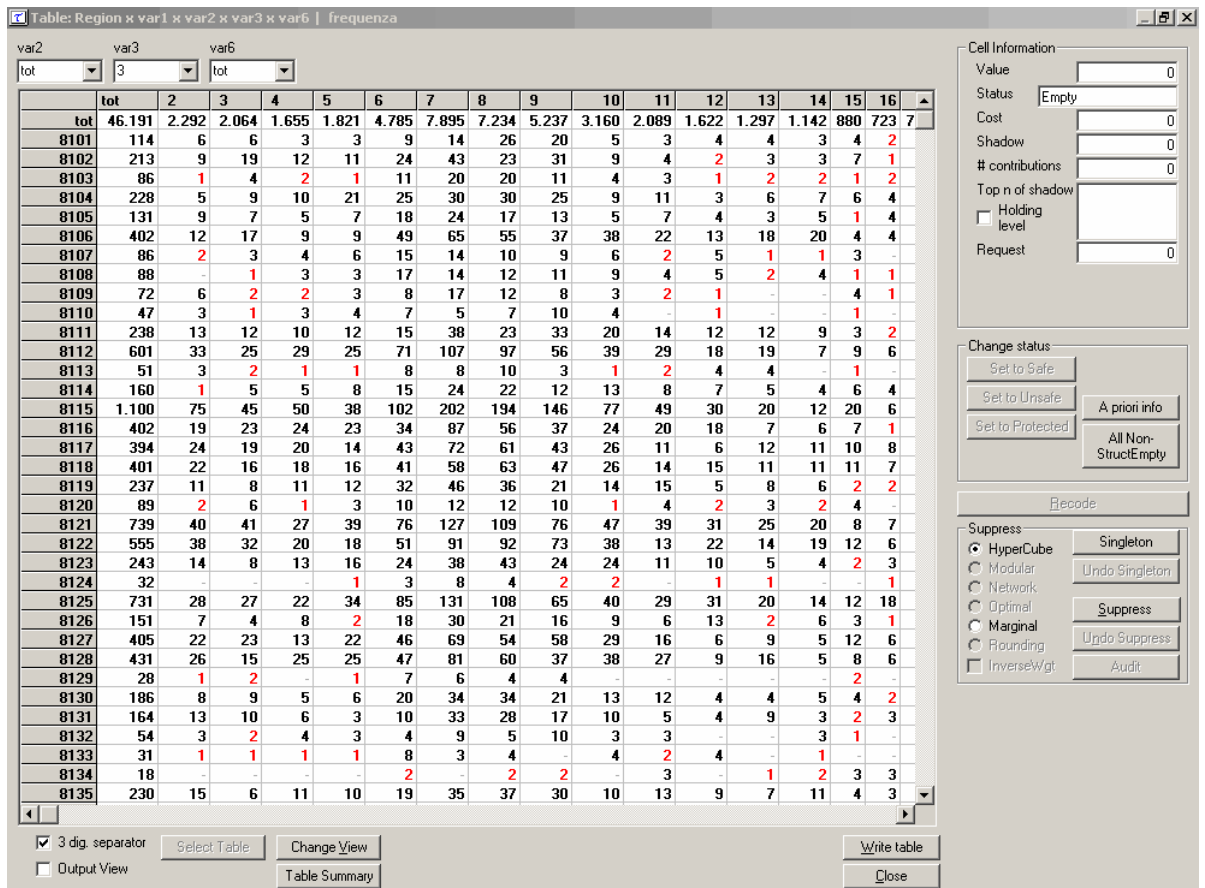 Table: Region x var1 x var2 x var3 x var6 | frequenza
var2 var3 var6
tot 3 tot
tot 2 3 4 5 6 7 8 9 10 11 12 13 14 15 16
tot 46.191 2.292 2.064 1.655 1.821 4.785 7.895 7.234 5.237 3.160 2.089 1.622 1.297 1.142 880 723 7
8101 114 6 6 3 3 9 14 26 20 5 3 4 4 3 4 2
8102 213 9 19 12 11 24 43 23 31 9 4 2 3 3 7 1
8103 86 1 4 2 1 11 20 20 11 4 3 1 2 2 1 2
8104 228 5 9 10 21 25 30 30 25 9 11 3 6 7 6 4
8105 131 9 7 5 7 18 24 17 13 5 7 4 3 5 1 4
8106 402 12 17 9 9 49 65 55 37 38 22 13 18 20 4 4
8107 86 2 3 4 6 15 14 10 9 6 2 5 1 1 3 -
8108 88 - 1 3 3 17 14 12 11 9 4 5 2 4 1 1
8109 72 6 2 2 3 8 17 12 8 3 2 1 - - 4 1
8110 47 3 1 3 4 7 5 7 10 4 - 1 - - 1 -
8111 238 13 12 10 12 15 38 23 33 20 14 12 12 9 3 2
8112 601 33 25 29 25 71 107 97 56 39 29 18 19 7 9 6
8113 51 3 2 1 1 8 8 10 3 1 2 4 4 - 1 -
8114 160 1 5 5 8 15 24 22 12 13 8 7 5 4 6 4
8115 1.100 75 45 50 38 102 202 194 146 77 49 30 20 12 20 6
8116 402 19 23 24 23 34 87 56 37 24 20 18 7 6 7 1
8117 394 24 19 20 14 43 72 61 43 26 11 6 12 11 10 8
8118 401 22 16 18 16 41 58 63 47 26 14 15 11 11 11 7
8119 237 11 8 11 12 32 46 36 21 14 15 5 8 6 2 2
8120 89 2 6 1 3 10 12 12 10 1 4 2 3 2 4 -
8121 739 40 41 27 39 76 127 109 76 47 39 31 25 20 8 7
8122 555 38 32 20 18 51 91 92 73 38 13 22 14 19 12 6
8123 243 14 8 13 16 24 38 43 24 24 11 10 5 4 2 3
8124 32 - - - 1 3 8 4 2 2 - 1 1 - - 1
8125 731 28 27 22 34 85 131 108 65 40 29 31 20 14 12 18
8126 151 7 4 8 2 18 30 21 16 9 6 13 2 6 3 1
8127 405 22 23 13 22 46 69 54 58 29 16 6 9 5 12 6
8128 431 26 15 25 25 47 81 60 37 38 27 9 16 5 8 6
8129 28 1 2 - 1 7 6 4 4 - - - - - 2 -
8130 186 8 9 5 6 20 34 34 21 13 12 4 4 5 4 2
8131 164 13 10 6 3 10 33 28 17 10 5 4 9 3 2 3
8132 54 3 2 4 3 4 9 5 10 3 3 - - 3 1 -
8133 31 1 1 1 1 8 3 4 - 4 2 4 - 1 - -
8134 18 - - - - 2 - 2 2 - 3 - 1 2 3 3
8135 230 15 6 11 10 19 35 37 30 10 13 9 7 11 4 3
3 dig. separator Select Table Change View Write table
Output View Table Summary Close
Cell Information
Value 0
Status Empty
Cost 0
Shadow 0
# contributions 0
Top n of shadow
Holding
level
Request 0
Change status
Set to Safe
Set to Unsafe
A priori info
Set to Protected
All Non-
StructEmpty
Recode
Suppress
HyperCube Singleton
Modular Undo Singleton
Network
Optimal Suppress
Marginal
Rounding Undo Suppress
InverseWgt Audit